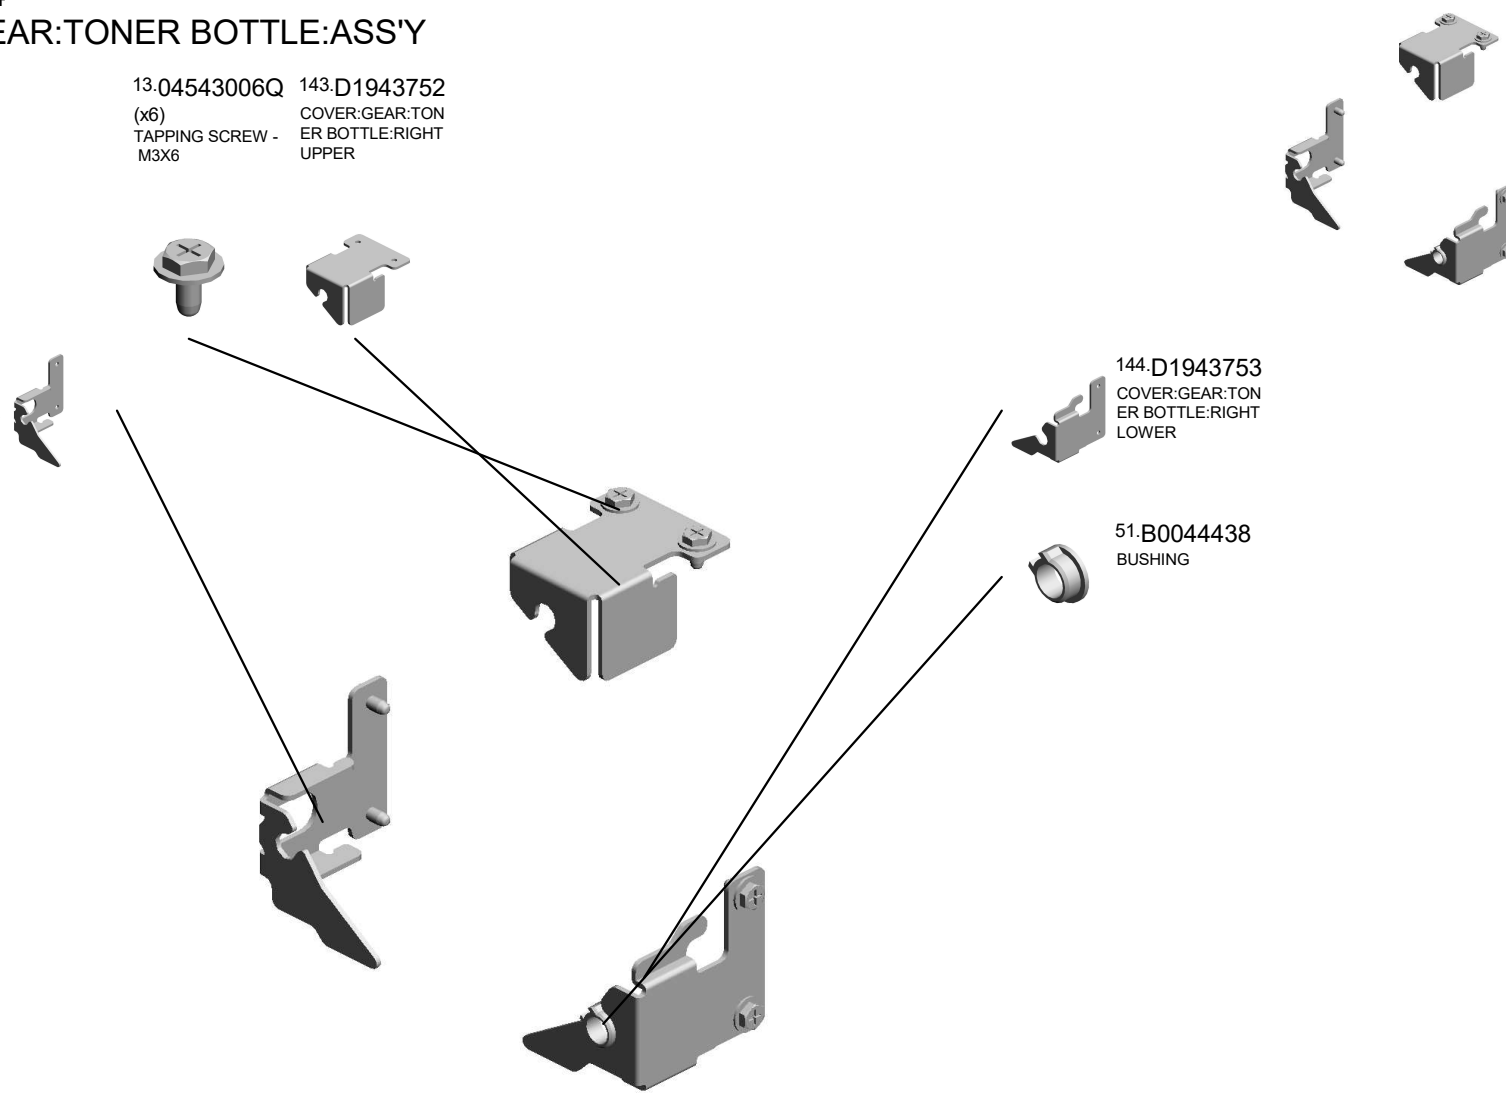 EAR:TONER BOTTLE:ASS'Y
13.04543006Q
(x6)
TAPPING SCREW -
M3X6
143.D1943752
COVER:GEAR:TON
ER BOTTLE:RIGHT
UPPER
144.D1943753
COVER:GEAR:TON
ER BOTTLE:RIGHT
LOWER
51.B0044438
BUSHING